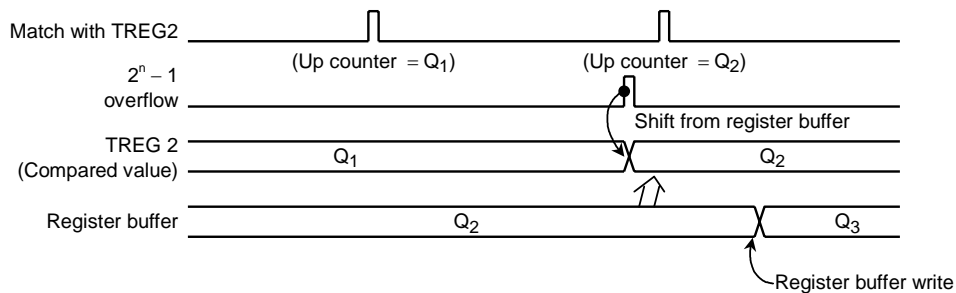 Match with TREG2
(Up counter = Q1)
(Up counter = Q2)
2^n − 1
overflow
Shift from register buffer
TREG 2
(Compared value)
Q1
Q2
Register buffer
Q2
Q3
Register buffer write